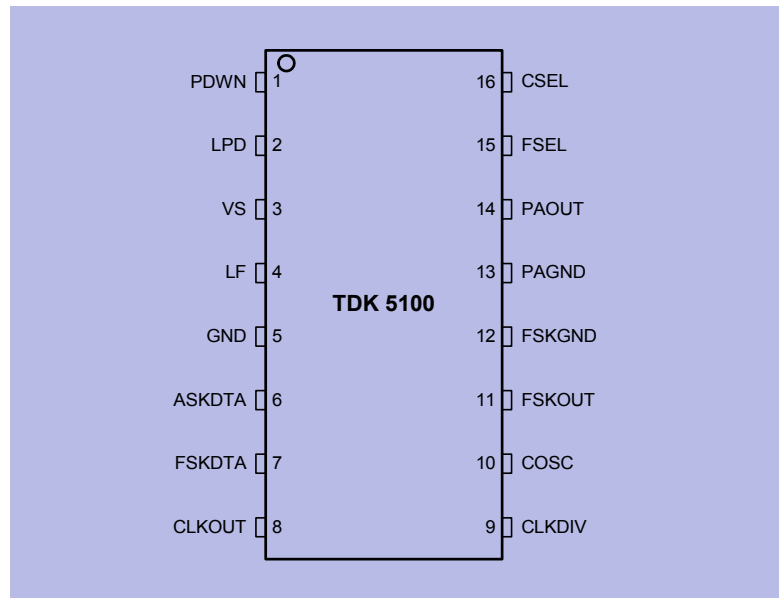 PDWN 1 16 CSEL
LPD 2 15 FSEL
VS 3 14 PAOUT
LF 4 13 PAGND
TDK 5100
GND 5 12 FSKGND
ASKDTA 6 11 FSKOUT
FSKDTA 7 10 COSC
CLKOUT 8 9 CLKDIV